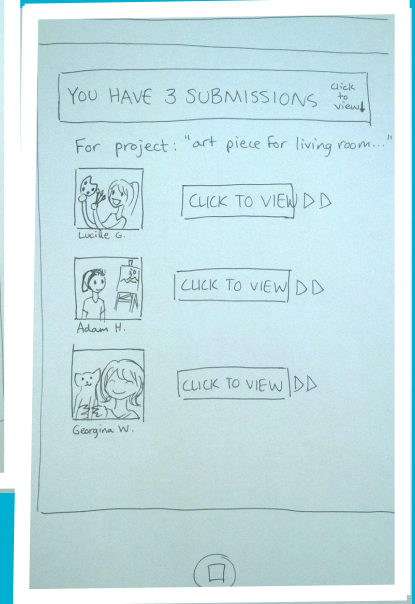 YOU HAVE 3 SUBMISSIONS
click
to
view
For project: "art piece for living room..."
CLICK TO VIEW
Lucille G.
CLICK TO VIEW
Adam H.
CLICK TO VIEW
Georgina W.